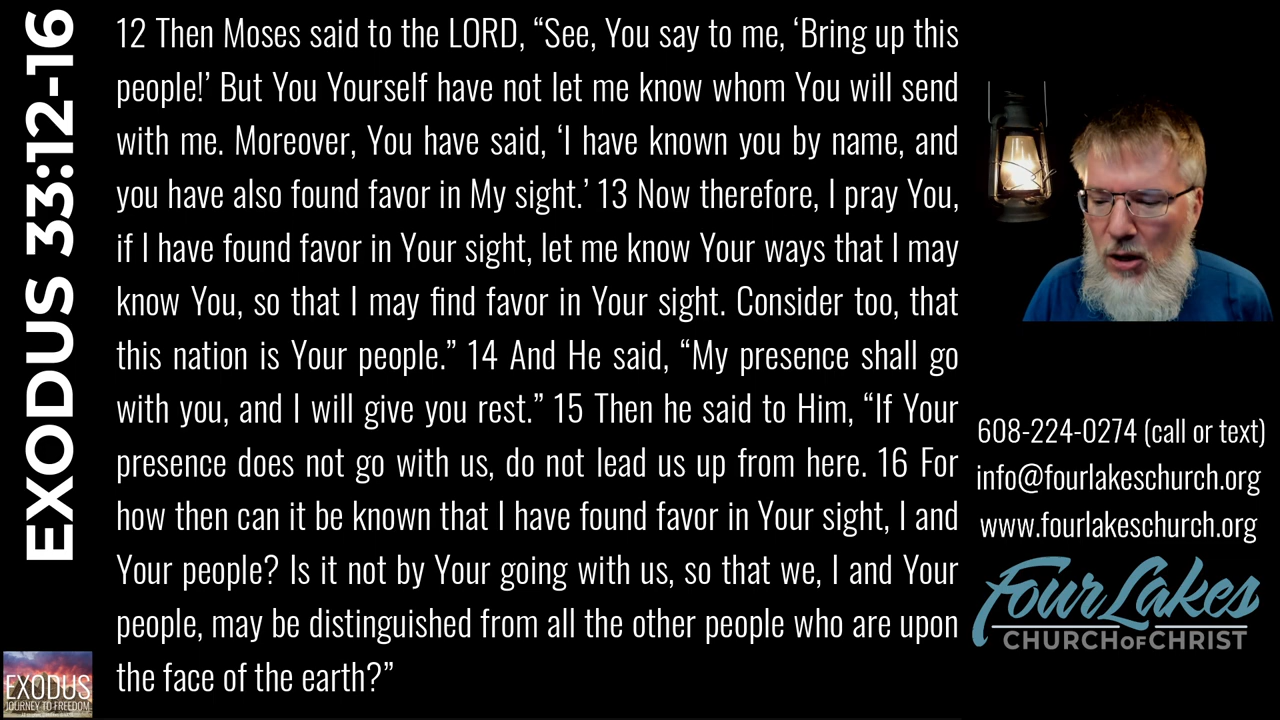 EXODUS 33:12-16
12 Then Moses said to the LORD, “See, You say to me, ‘Bring up this
people!’ But You Yourself have not let me know whom You will send
with me. Moreover, You have said, ‘I have known you by name, and
you have also found favor in My sight.’ 13 Now therefore, I pray You,
if I have found favor in Your sight, let me know Your ways that I may
know You, so that I may find favor in Your sight. Consider too, that
this nation is Your people.” 14 And He said, “My presence shall go
with you, and I will give you rest.” 15 Then he said to Him, “If Your
presence does not go with us, do not lead us up from here. 16 For
how then can it be known that I have found favor in Your sight, I and
Your people? Is it not by Your going with us, so that we, I and Your
people, may be distinguished from all the other people who are upon
the face of the earth?”
608-224-0274 (call or text)
info@fourlakeschurch.org
www.fourlakeschurch.org
Four Lakes
CHURCH OF CHRIST
EXODUS
JOURNEY TO FREEDOM